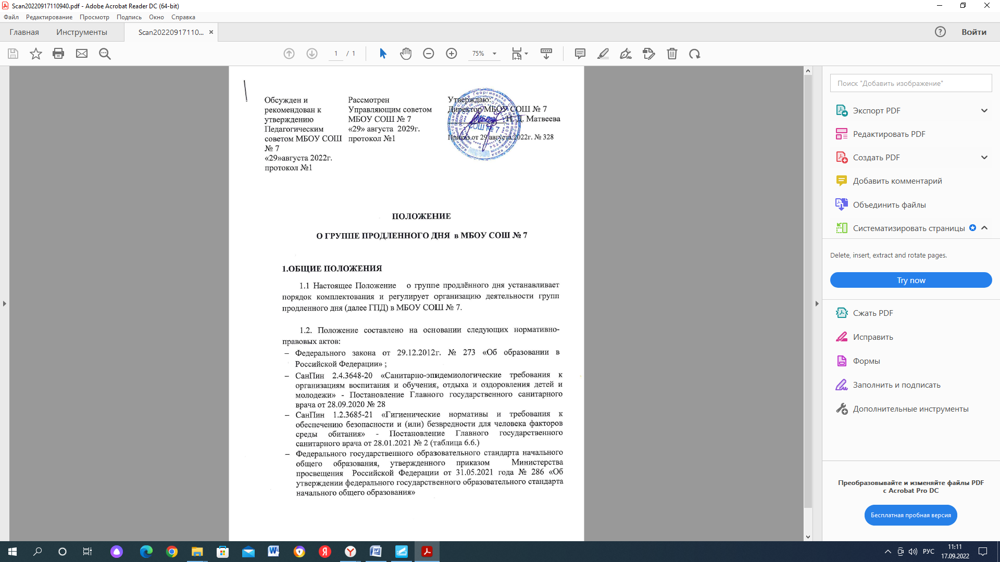 Scan20220917110940.pdf - Adobe Acrobat Reader DC (64-bit)
Файл Редактирование Просмотр Подпись Окно Справка
Главная Инструменты Scan20220917110...
Войти
1 / 1
75%
Обсужден и
рекомендован к
утверждению
Педагогическим
советом МБОУ СОШ
№ 7
«29»августа 2022г.
протокол №1
Рассмотрен
Управляющим советом
МБОУ СОШ № 7
«29» августа 2029г.
протокол №1
Утверждаю:
Директор МБОУ СОШ № 7
Н.Д. Матвеева
СОШ № 7
Приказ от 29 августа 2022г. № 328
ПОЛОЖЕНИЕ
О ГРУППЕ ПРОДЛЕННОГО ДНЯ в МБОУ СОШ № 7
1.ОБЩИЕ ПОЛОЖЕНИЯ
1.1 Настоящее Положение о группе продлённого дня устанавливает
порядок комплектования и регулирует организацию деятельности групп
продленного дня (далее ГПД) в МБОУ СОШ № 7.
1.2. Положение составлено на основании следующих нормативно-
правовых актов:
– Федерального закона от 29.12.2012г. № 273 «Об образовании в
Российской Федерации» ;
– СанПин 2.4.3648-20 «Санитарно-эпидемиологические требования к
организациям воспитания и обучения, отдыха и оздоровления детей и
молодежи» - Постановление Главного государственного санитарного
врача от 28.09.2020 № 28
– СанПин 1.2.3685-21 «Гигиенические нормативы и требования к
обеспечению безопасности и (или) безвредности для человека факторов
среды обитания» - Постановление Главного государственного
санитарного врача от 28.01.2021 № 2 (таблица 6.6.)
– Федерального государственного образовательного стандарта начального
общего образования, утвержденного приказом Министерства
просвещения Российской Федерации от 31.05.2021 года № 286 «Об
утверждении федерального государственного образовательного стандарта
начального общего образования»
Поиск "Добавить изображение"
Экспорт PDF
Редактировать PDF
Создать PDF
Добавить комментарий
Объединить файлы
Систематизировать страницы
Delete, insert, extract and rotate pages.
Try now
Сжать PDF
Исправить
Формы
Заполнить и подписать
Дополнительные инструменты
Преобразовывайте и изменяйте файлы PDF
с Acrobat Pro DC
Бесплатная пробная версия
РУС
11:11
17.09.2022